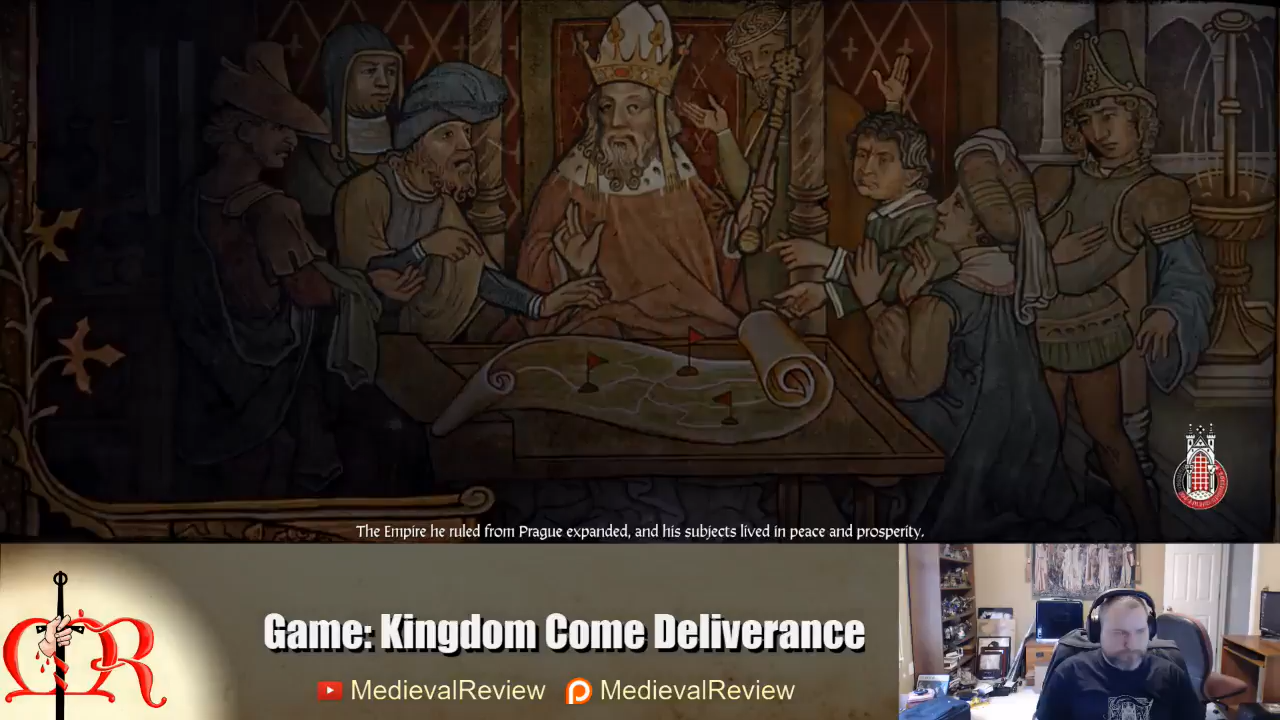 The Empire he ruled from Prague expanded, and his subjects lived in peace and prosperity.
Game: Kingdom Come Deliverance
MedievalReview MedievalReview
MR